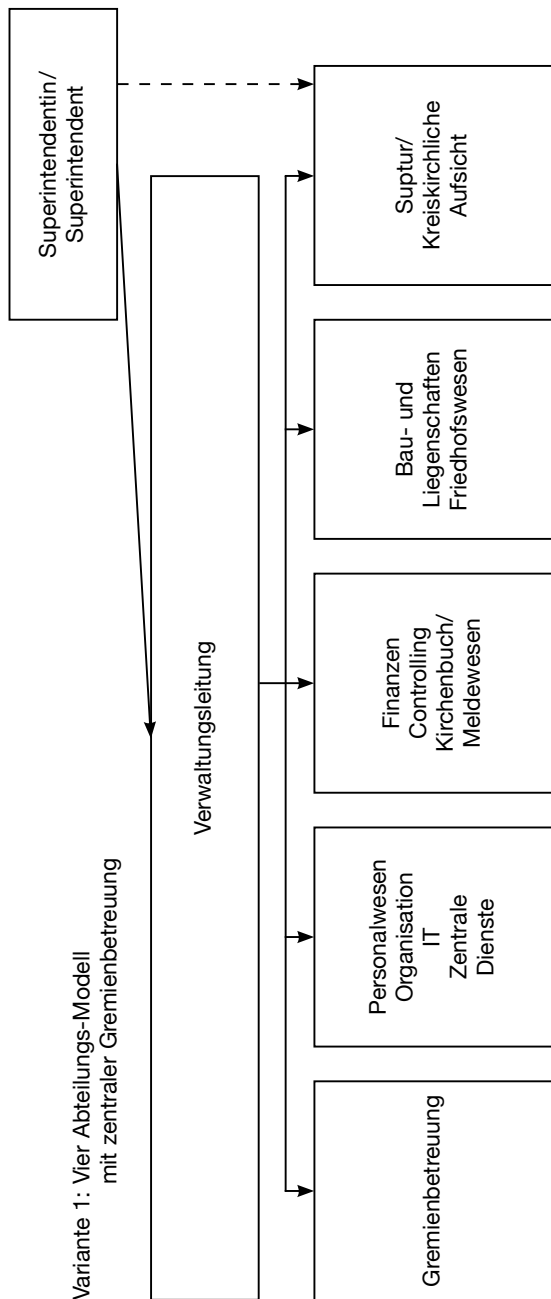 Variante 1: Vier Abteilungs-Modell
mit zentraler Gremienbetreuung
Superintendentin/
Superintendent
Verwaltungsleitung
Gremienbetreuung
Personalwesen
Organisation
IT
Zentrale
Dienste
Finanzen
Controlling
Kirchenbuch/
Meldewesen
Bau- und
Liegenschaften
Friedhofswesen
Suptur/
Kreiskirchliche
Aufsicht